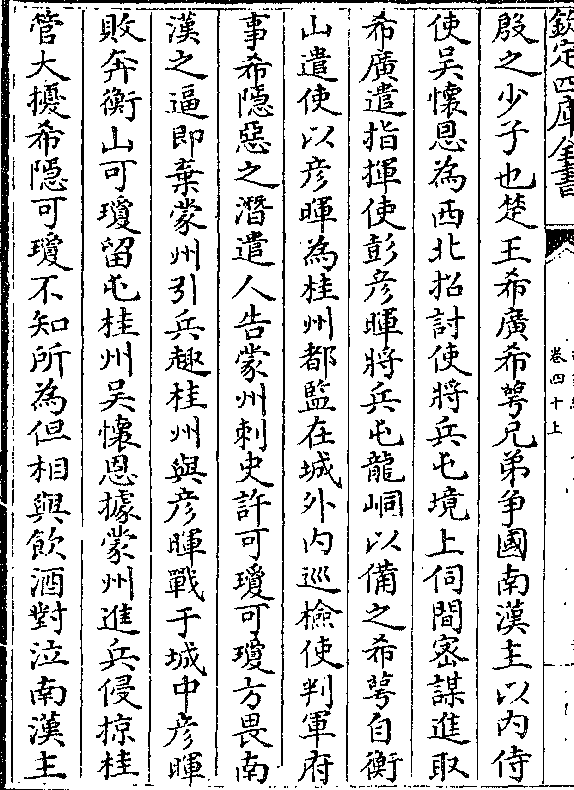 欽定四庫全書
卷四十上
殷之少子也楚王希廣希萼兄弟争國南漢主以内侍
使吴懷恩為西北招討使將兵屯境上伺間宻謀進取
希廣遣指揮使彭彦暉將兵屯龍峒以備之希萼自衡
山遣使以彦暉為桂州都監在城外内巡檢使判軍府
事希隠惡之潛遣人告蒙州刺史許可瓊可瓊方畏南
漢之逼即棄蒙州引兵趣桂州與彦暉戰于城中彦暉
敗奔衡山可瓊留屯桂州吴懷恩據蒙州進兵侵掠桂
管大擾希隠可瓊不知所為但相與飲酒對泣南漢主